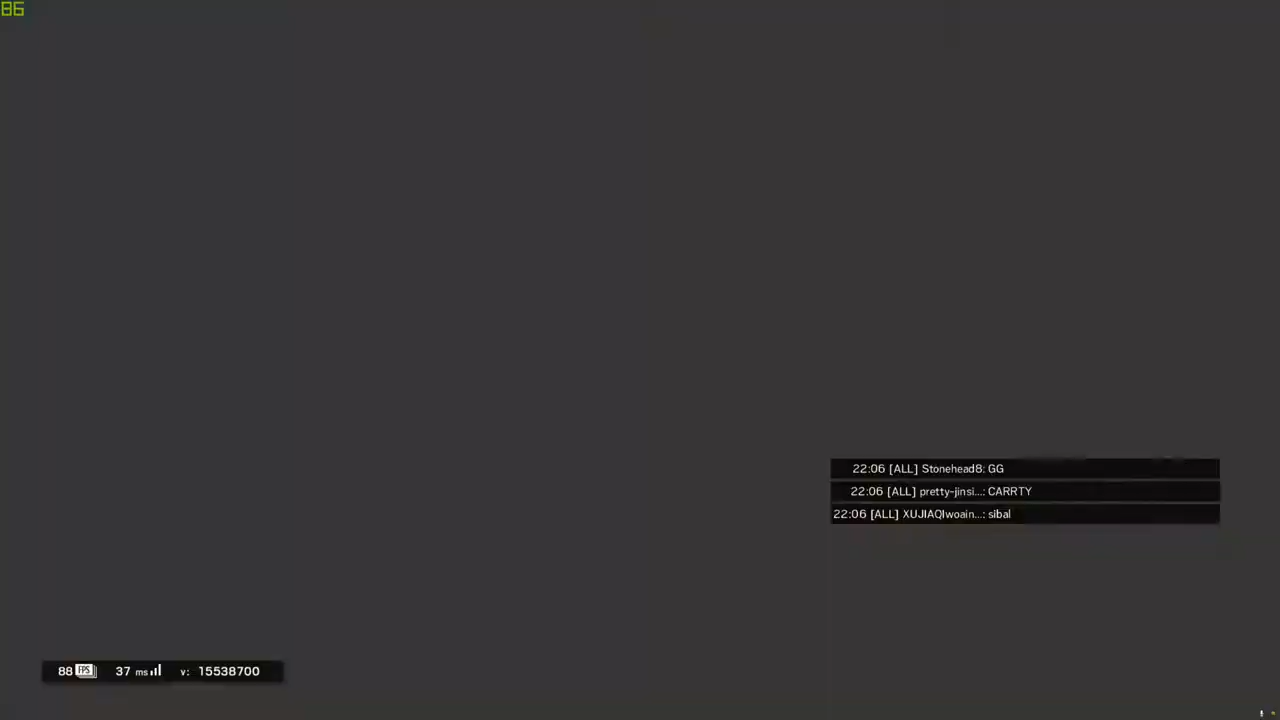 86
22:06 [ALL] Stonehead8: GG
22:06 [ALL] pretty-jinsi...: CARRTY
22:06 [ALL] XUJIAQIwoain...: sibal
88 FPS 37 ms v: 15538700